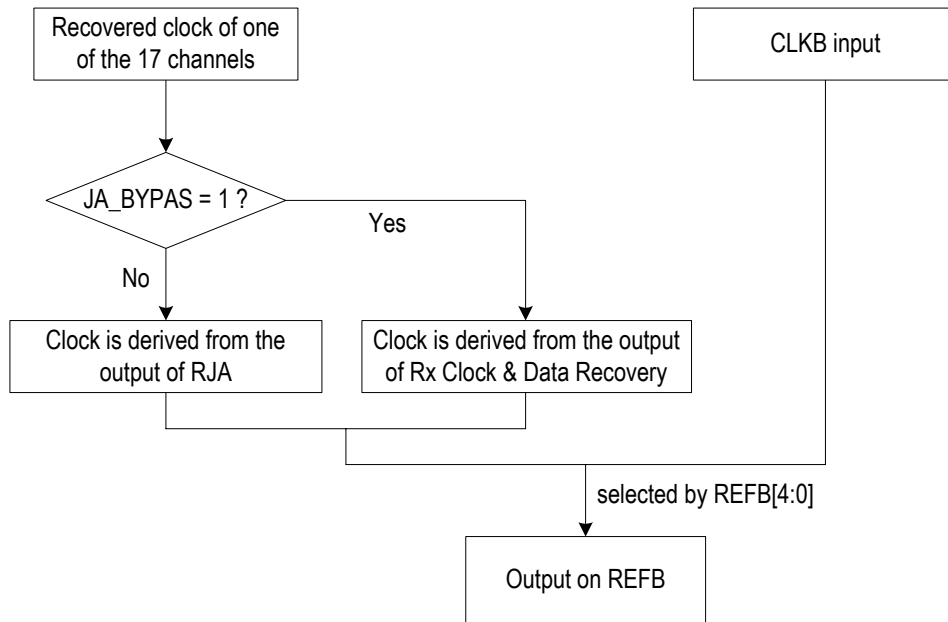 Recovered clock of one
of the 17 channels
CLKB input
JA_BYPAS = 1 ?
Yes
No
Clock is derived from the
output of RJA
Clock is derived from the output
of Rx Clock & Data Recovery
selected by REFB[4:0]
Output on REFB